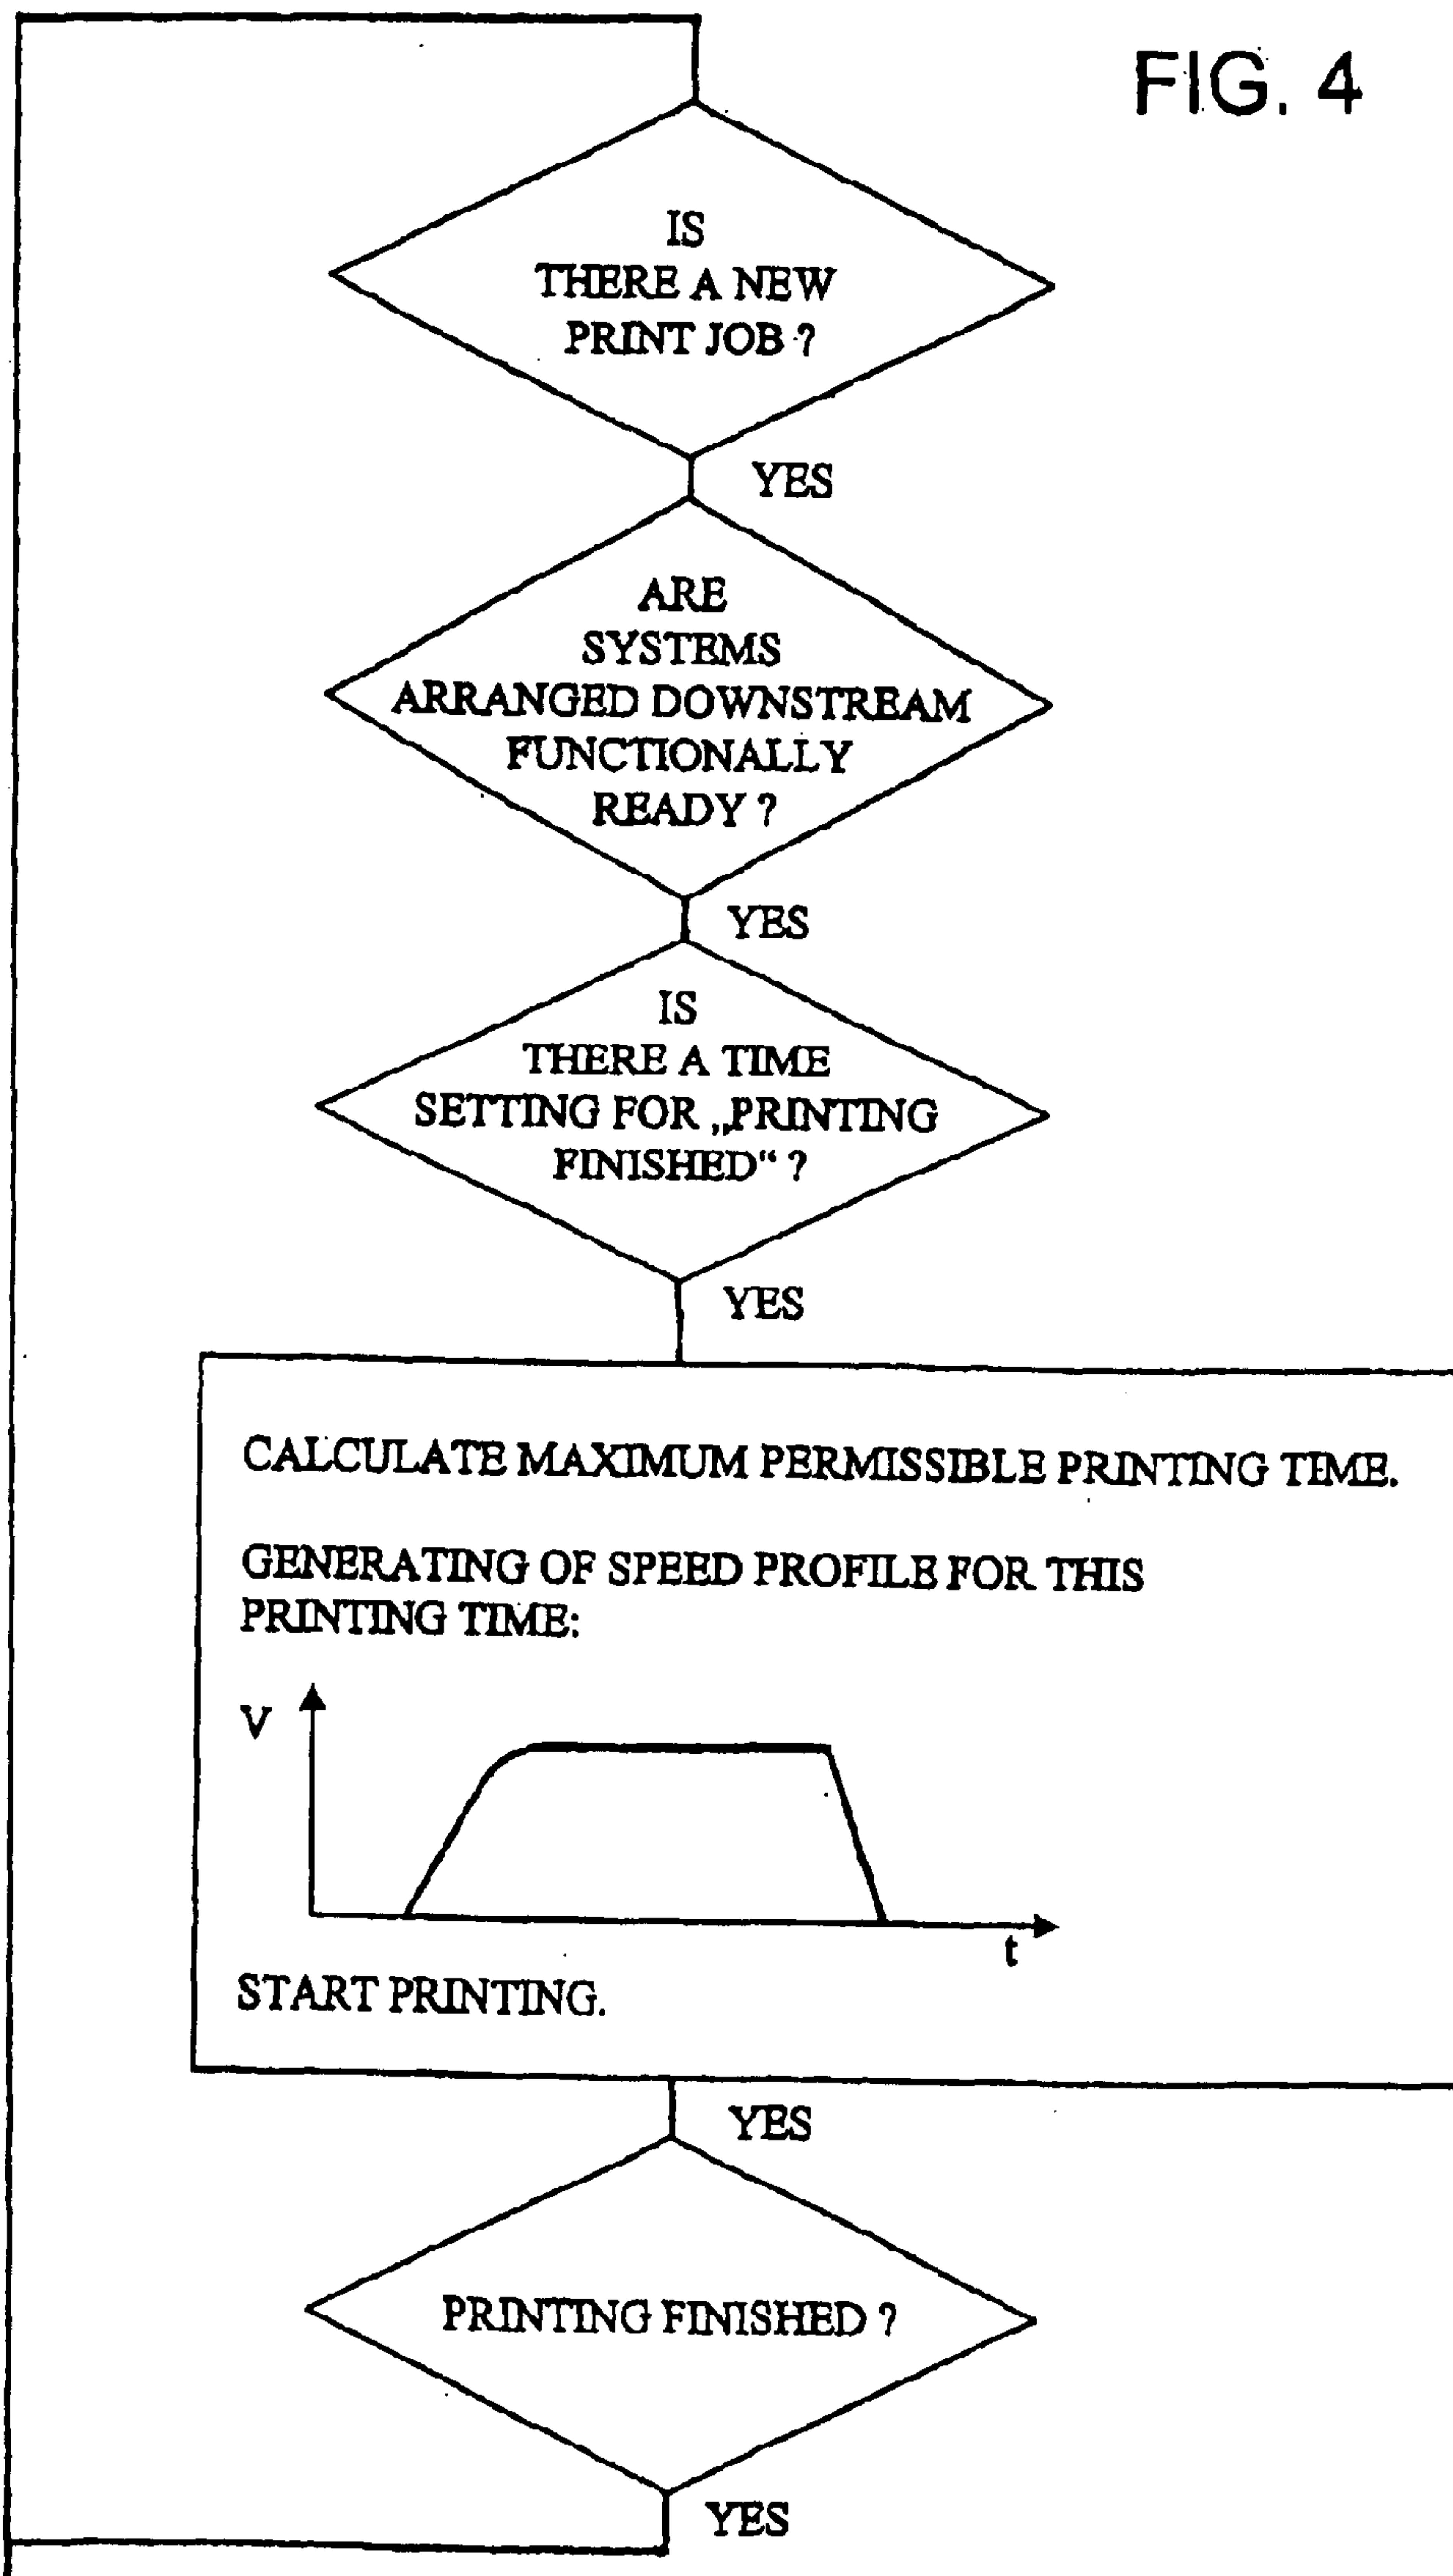 FIG. 4
IS
THERE A NEW
PRINT JOB ?
YES
ARE
SYSTEMS
ARRANGED DOWNSTREAM
FUNCTIONALLY
READY ?
YES
IS
THERE A TIME
SETTING FOR „PRINTING
FINISHED“ ?
YES
CALCULATE MAXIMUM PERMISSIBLE PRINTING TIME.
GENERATING OF SPEED PROFILE FOR THIS
PRINTING TIME:
V
t
START PRINTING.
YES
PRINTING FINISHED ?
YES